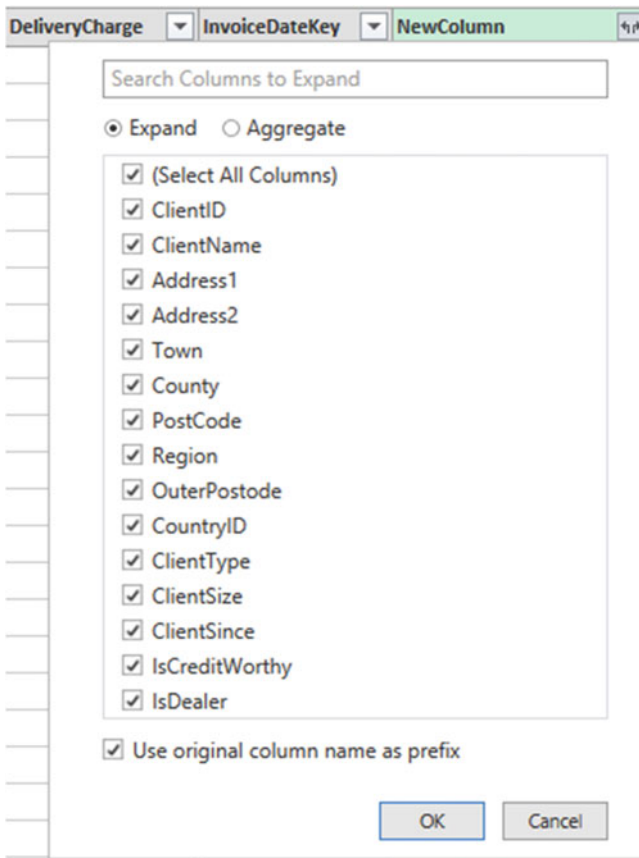 DeliveryCharge InvoiceDateKey NewColumn
Search Columns to Expand
Expand Aggregate
(Select All Columns)
ClientID
ClientName
Address1
Address2
Town
County
PostCode
Region
OuterPostode
CountryID
ClientType
ClientSize
ClientSince
IsCreditWorthy
IsDealer
Use original column name as prefix
OK Cancel